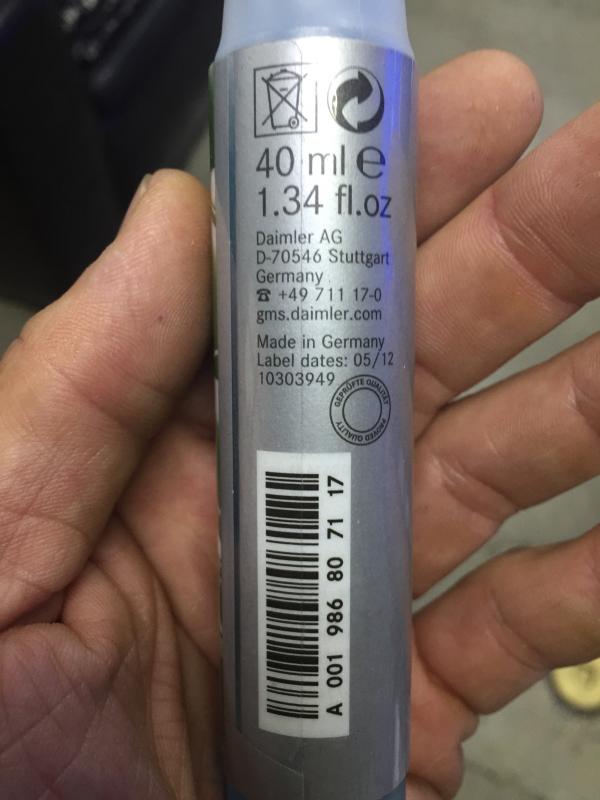 40 ml ℮
1.34 fl.oz
Daimler AG
D-70546 Stuttgart
Germany
☎ +49 711 17-0
gms.daimler.com
Made in Germany
Label dates: 05/12
10303949
GEPRÜFTE QUALITÄT
PROVED QUALITY
A 001 986 80 71 17